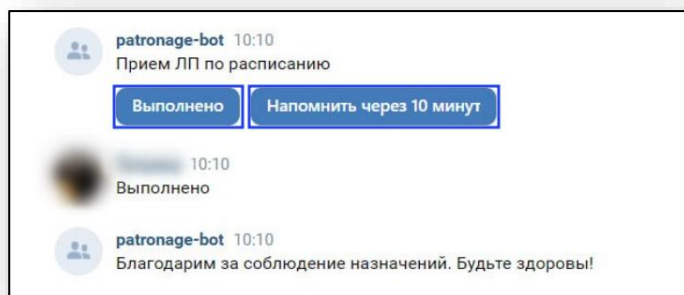 patronage-bot 10:10
Прием ЛП по расписанию
Выполнено Напомнить через 10 минут
10:10
Выполнено
patronage-bot 10:10
Благодарим за соблюдение назначений. Будьте здоровы!